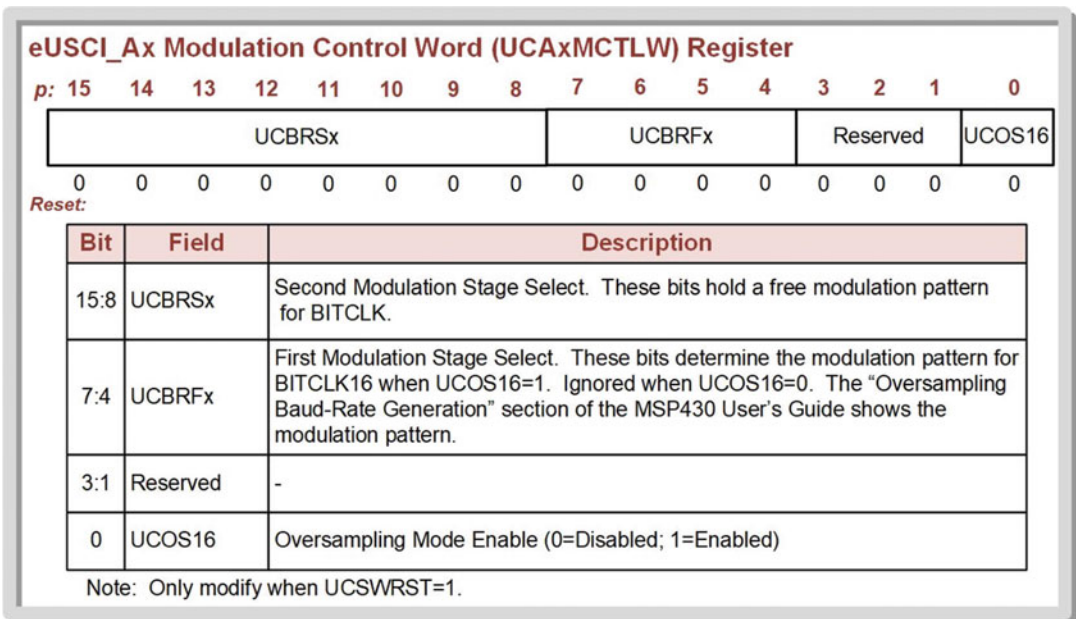 eUSCI_Ax Modulation Control Word (UCAxMCTLW) Register
p: 15 14 13 12 11 10 9 8 7 6 5 4 3 2 1 0
UCBRSx UCBRFx Reserved UCOS16
0 0 0 0 0 0 0 0 0 0 0 0 0 0 0 0
Reset:
Bit Field Description
15:8 UCBRSx Second Modulation Stage Select. These bits hold a free modulation pattern
for BITCLK.
First Modulation Stage Select. These bits determine the modulation pattern for
7:4 UCBRFx BITCLK16 when UCOS16=1. Ignored when UCOS16=0. The “Oversampling
Baud-Rate Generation” section of the MSP430 User’s Guide shows the
modulation pattern.
3:1 Reserved -
0 UCOS16 Oversampling Mode Enable (0=Disabled; 1=Enabled)
Note: Only modify when UCSWRST=1.